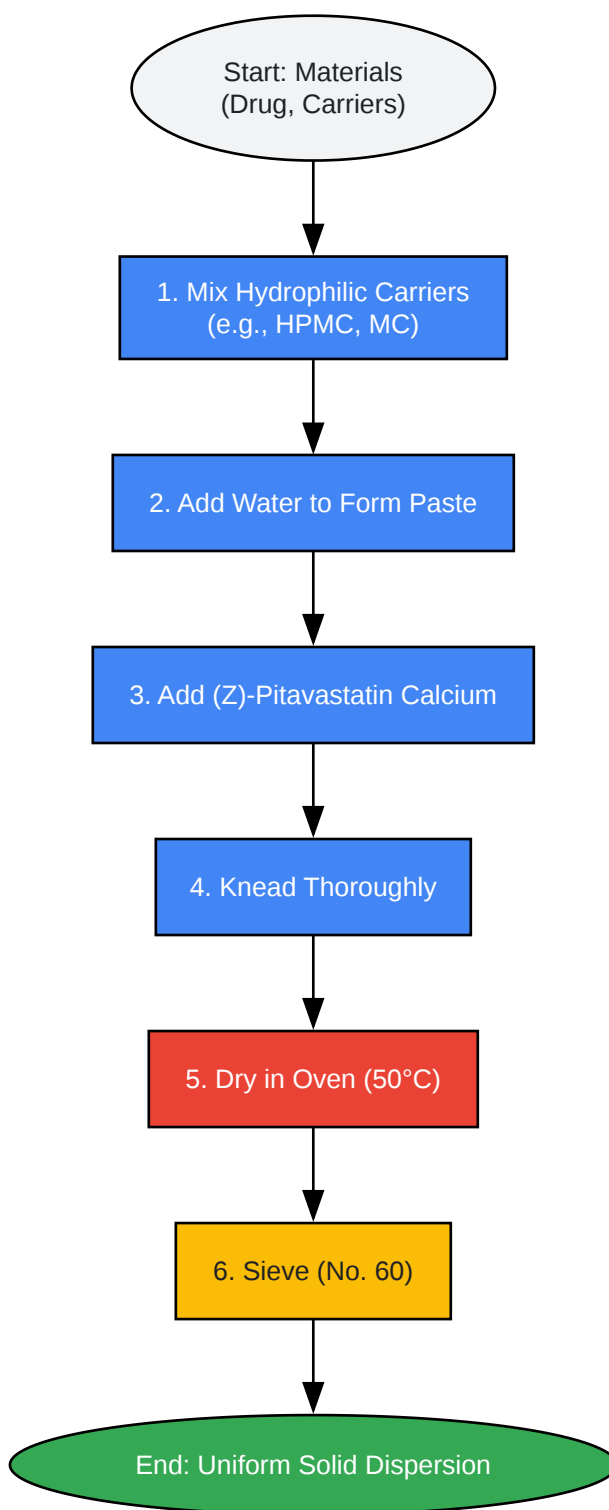 Start: Materials
(Drug, Carriers)
1. Mix Hydrophilic Carriers
(e.g., HPMC, MC)
2. Add Water to Form Paste
3. Add (Z)-Pitavastatin Calcium
4. Knead Thoroughly
5. Dry in Oven (50°C)
6. Sieve (No. 60)
End: Uniform Solid Dispersion